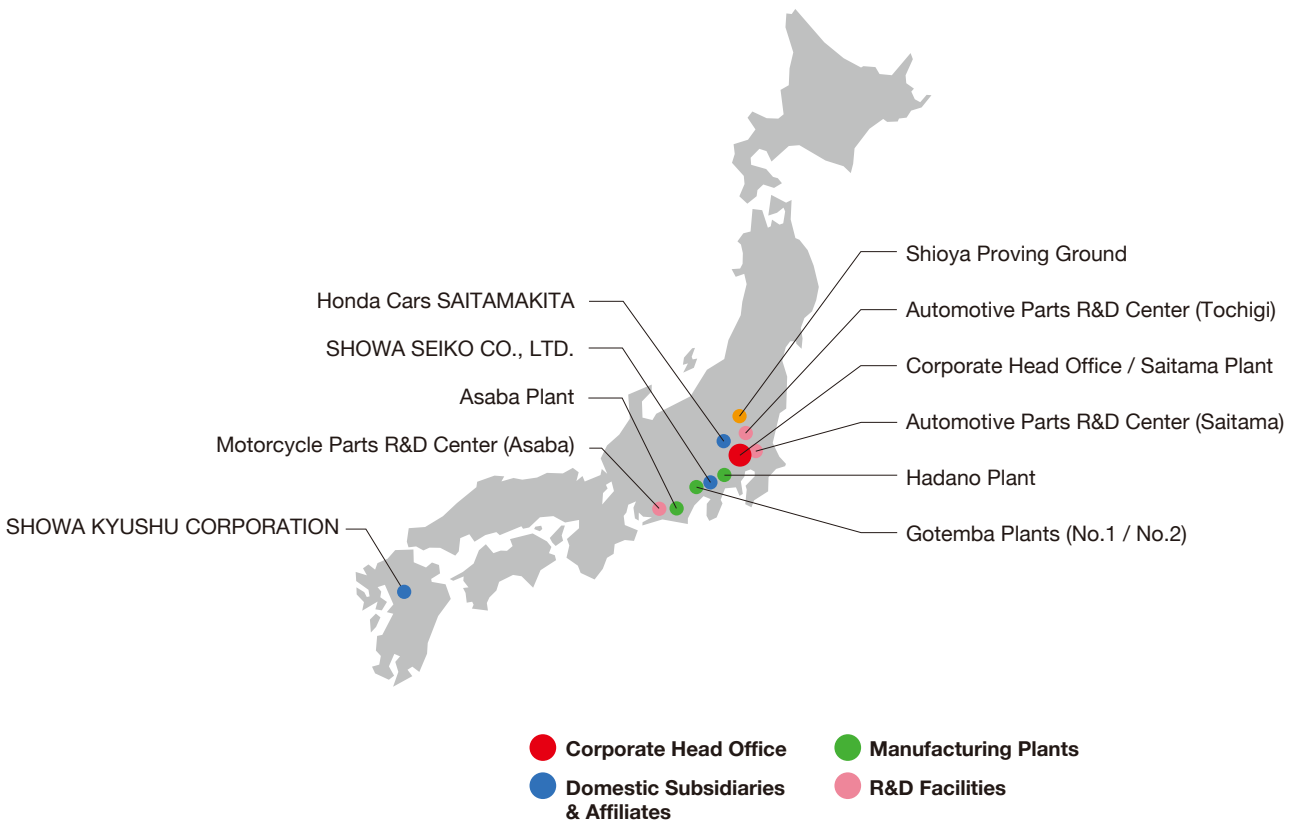 Shioya Proving Ground
Honda Cars SAITAMAKITA
Automotive Parts R&D Center (Tochigi)
SHOWA SEIKO CO., LTD.
Corporate Head Office / Saitama Plant
Asaba Plant
Automotive Parts R&D Center (Saitama)
Motorcycle Parts R&D Center (Asaba)
Hadano Plant
SHOWA KYUSHU CORPORATION
Gotemba Plants (No.1 / No.2)
Corporate Head Office
Manufacturing Plants
Domestic Subsidiaries
& Affiliates
R&D Facilities